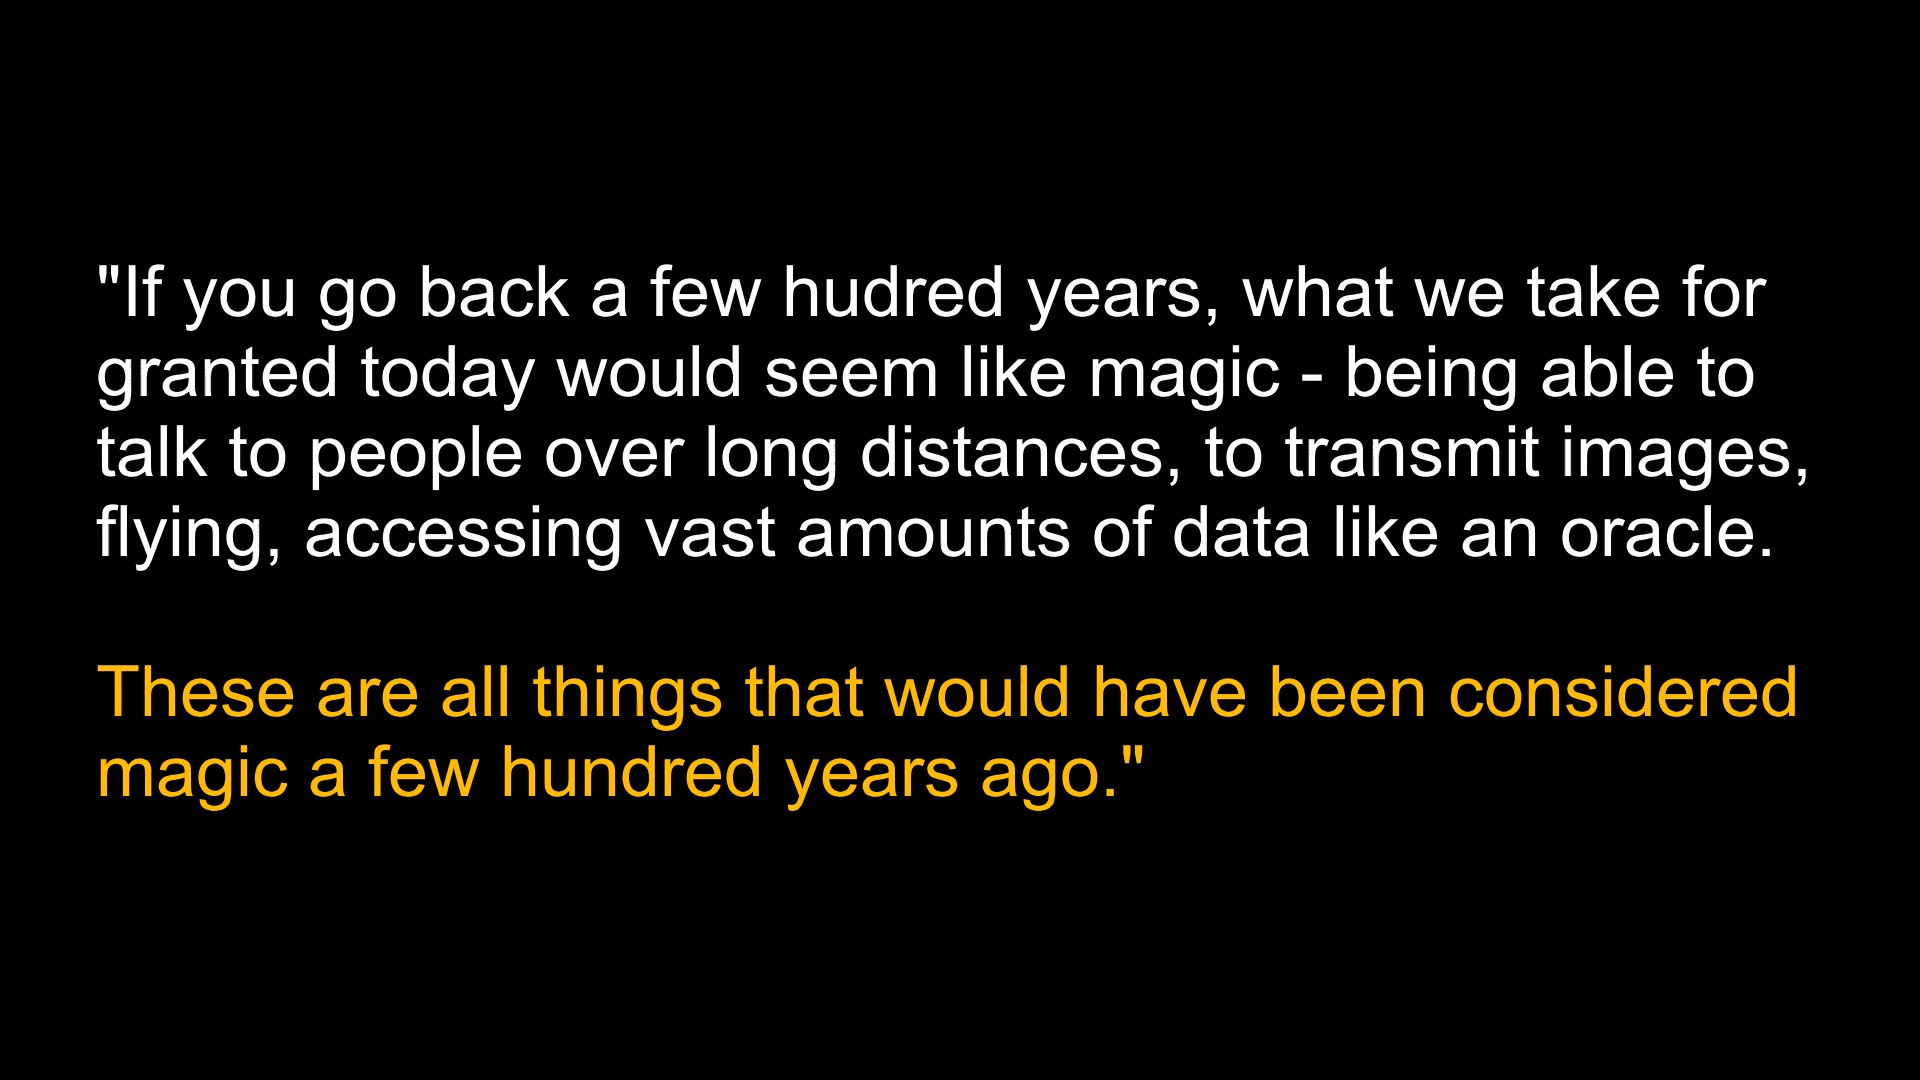 "If you go back a few hudred years, what we take for
granted today would seem like magic - being able to
talk to people over long distances, to transmit images,
flying, accessing vast amounts of data like an oracle.
These are all things that would have been considered
magic a few hundred years ago."